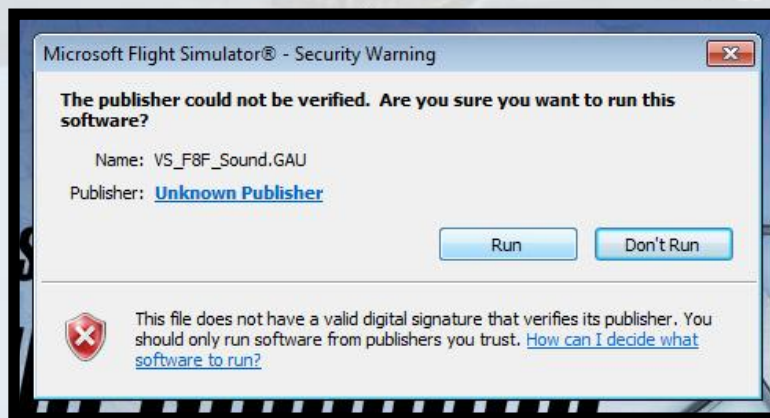 Microsoft Flight Simulator® - Security Warning
The publisher could not be verified. Are you sure you want to run this
software?
Name: VS_F8F_Sound.GAU
Publisher: Unknown Publisher
Run
Don't Run
This file does not have a valid digital signature that verifies its publisher. You
should only run software from publishers you trust. How can I decide what
software to run?